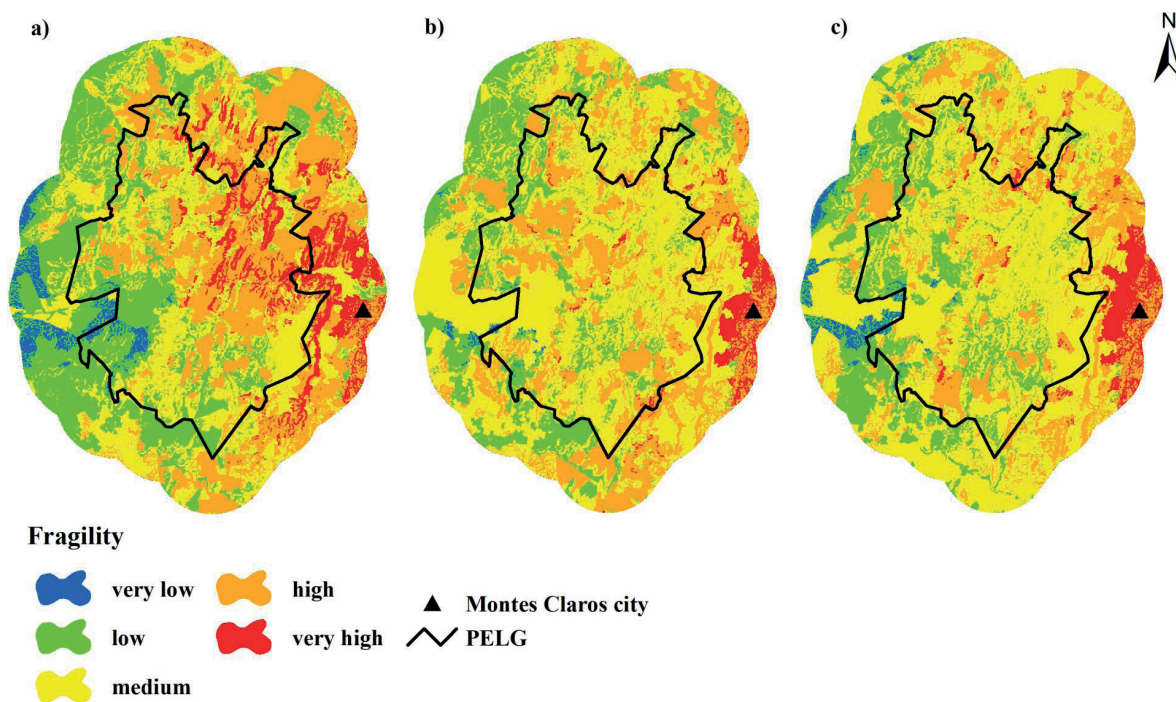 a)
b)
c)
N
Fragility
very low
high
Montes Claros city
low
very high
PELG
medium